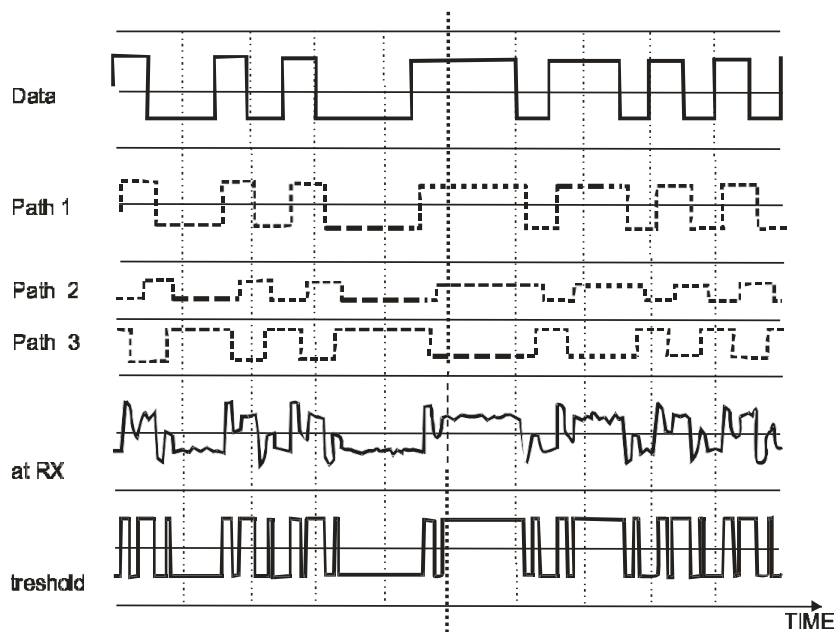 Data
Path 1
Path 2
Path 3
at RX
treshold
TIME